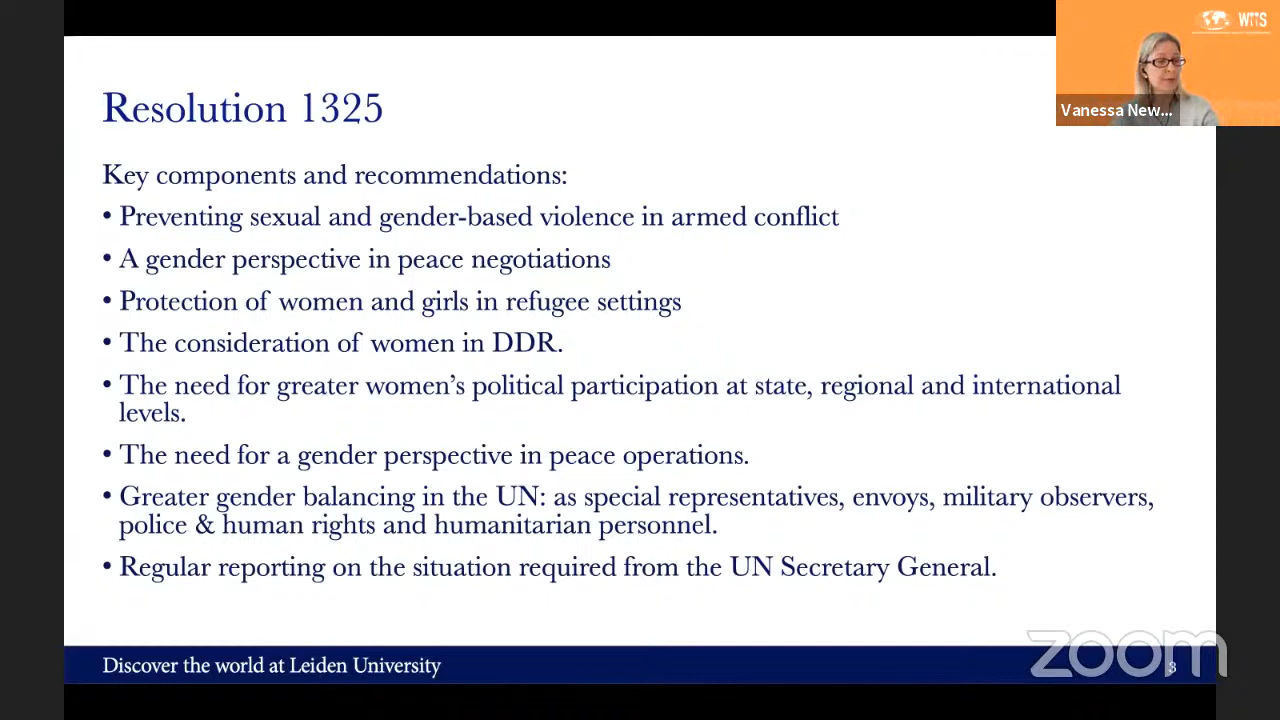 WIIS
Vanessa New...
Resolution 1325
Key components and recommendations:
• Preventing sexual and gender-based violence in armed conflict
• A gender perspective in peace negotiations
• Protection of women and girls in refugee settings
• The consideration of women in DDR.
• The need for greater women's political participation at state, regional and international
levels.
• The need for a gender perspective in peace operations.
• Greater gender balancing in the UN: as special representatives, envoys, military observers,
police & human rights and humanitarian personnel.
• Regular reporting on the situation required from the UN Secretary General.
Discover the world at Leiden University
zoom
3